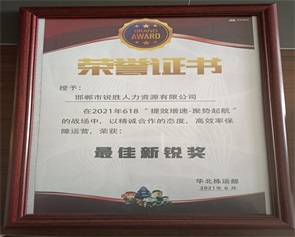 BRAND
AWARD
荣誉证书
授予：
邯郸市锐胜人力资源有限公司
在2021年618 “提效增速-聚势起航”
的战场中，以精诚合作的态度、高效率保
障运营，荣获：
最佳新锐奖
华北拣运部
2021年6月